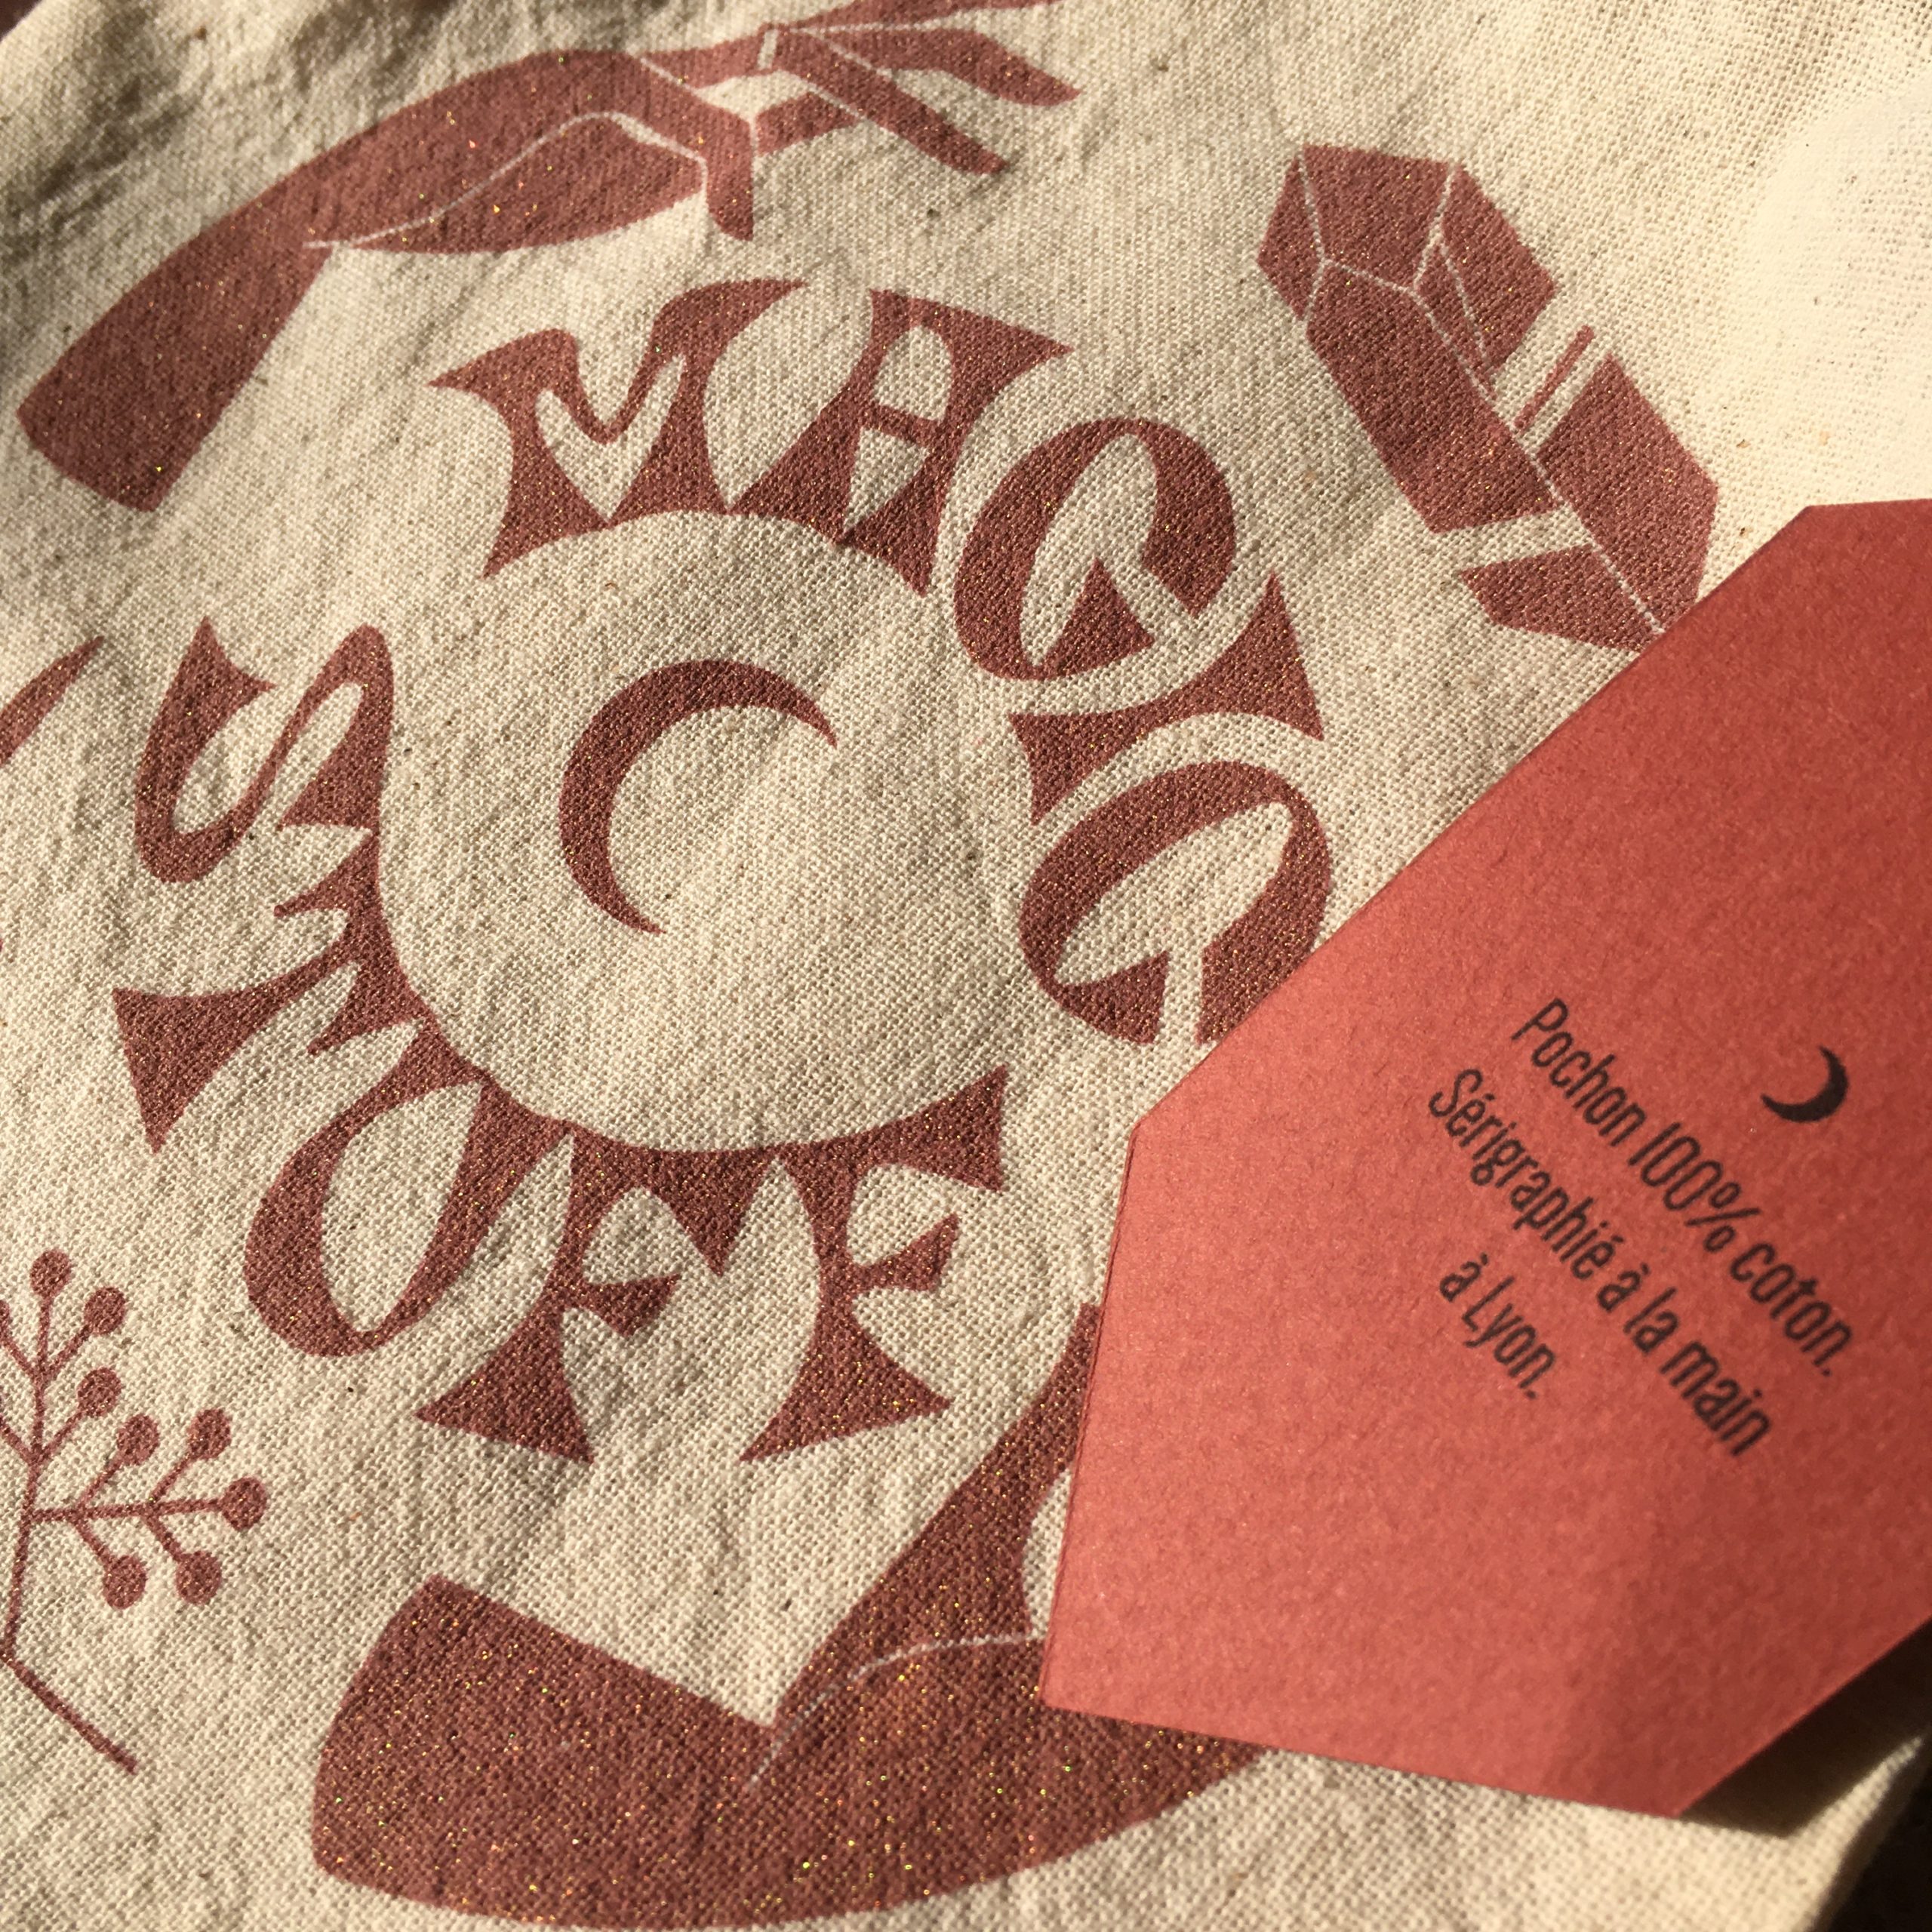 MAGIC
STUFF
Pochon 100% coton.
Sérigraphié à la main
à Lyon.